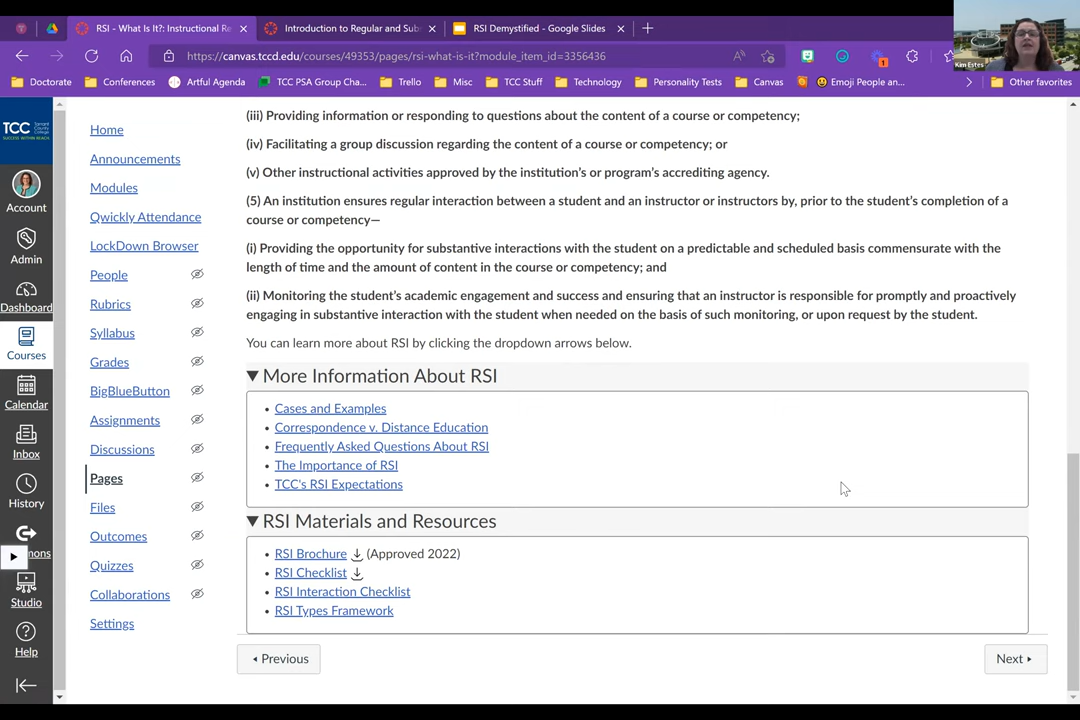 RSI - What Is It?: Instructional Re
Introduction to Regular and Sub
RSI Demystified - Google Slides
https://canvas.tccd.edu/courses/49353/pages/rsi-what-is-it?module_item_id=3356436
Kim Estes
Doctorate
Conferences
Artful Agenda
TCC PSA Group Cha...
Trello
Misc
TCC Stuff
Technology
Personality Tests
Canvas
Emoji People an...
Other favorites
TCC
Tarrant County College
SUCCESS WITHIN REACH
Account
Admin
Dashboard
Courses
Calendar
Inbox
History
mons
Studio
Help
Home
Announcements
Modules
Qwickly Attendance
LockDown Browser
People
Rubrics
Syllabus
Grades
BigBlueButton
Assignments
Discussions
Pages
Files
Outcomes
Quizzes
Collaborations
Settings
(iii) Providing information or responding to questions about the content of a course or competency;
(iv) Facilitating a group discussion regarding the content of a course or competency; or
(v) Other instructional activities approved by the institution's or program's accrediting agency.
(5) An institution ensures regular interaction between a student and an instructor or instructors by, prior to the student's completion of a
course or competency—
(i) Providing the opportunity for substantive interactions with the student on a predictable and scheduled basis commensurate with the
length of time and the amount of content in the course or competency; and
(ii) Monitoring the student's academic engagement and success and ensuring that an instructor is responsible for promptly and proactively
engaging in substantive interaction with the student when needed on the basis of such monitoring, or upon request by the student.
You can learn more about RSI by clicking the dropdown arrows below.
More Information About RSI
• Cases and Examples
• Correspondence v. Distance Education
• Frequently Asked Questions About RSI
• The Importance of RSI
• TCC's RSI Expectations
RSI Materials and Resources
• RSI Brochure (Approved 2022)
• RSI Checklist
• RSI Interaction Checklist
• RSI Types Framework
Previous
Next